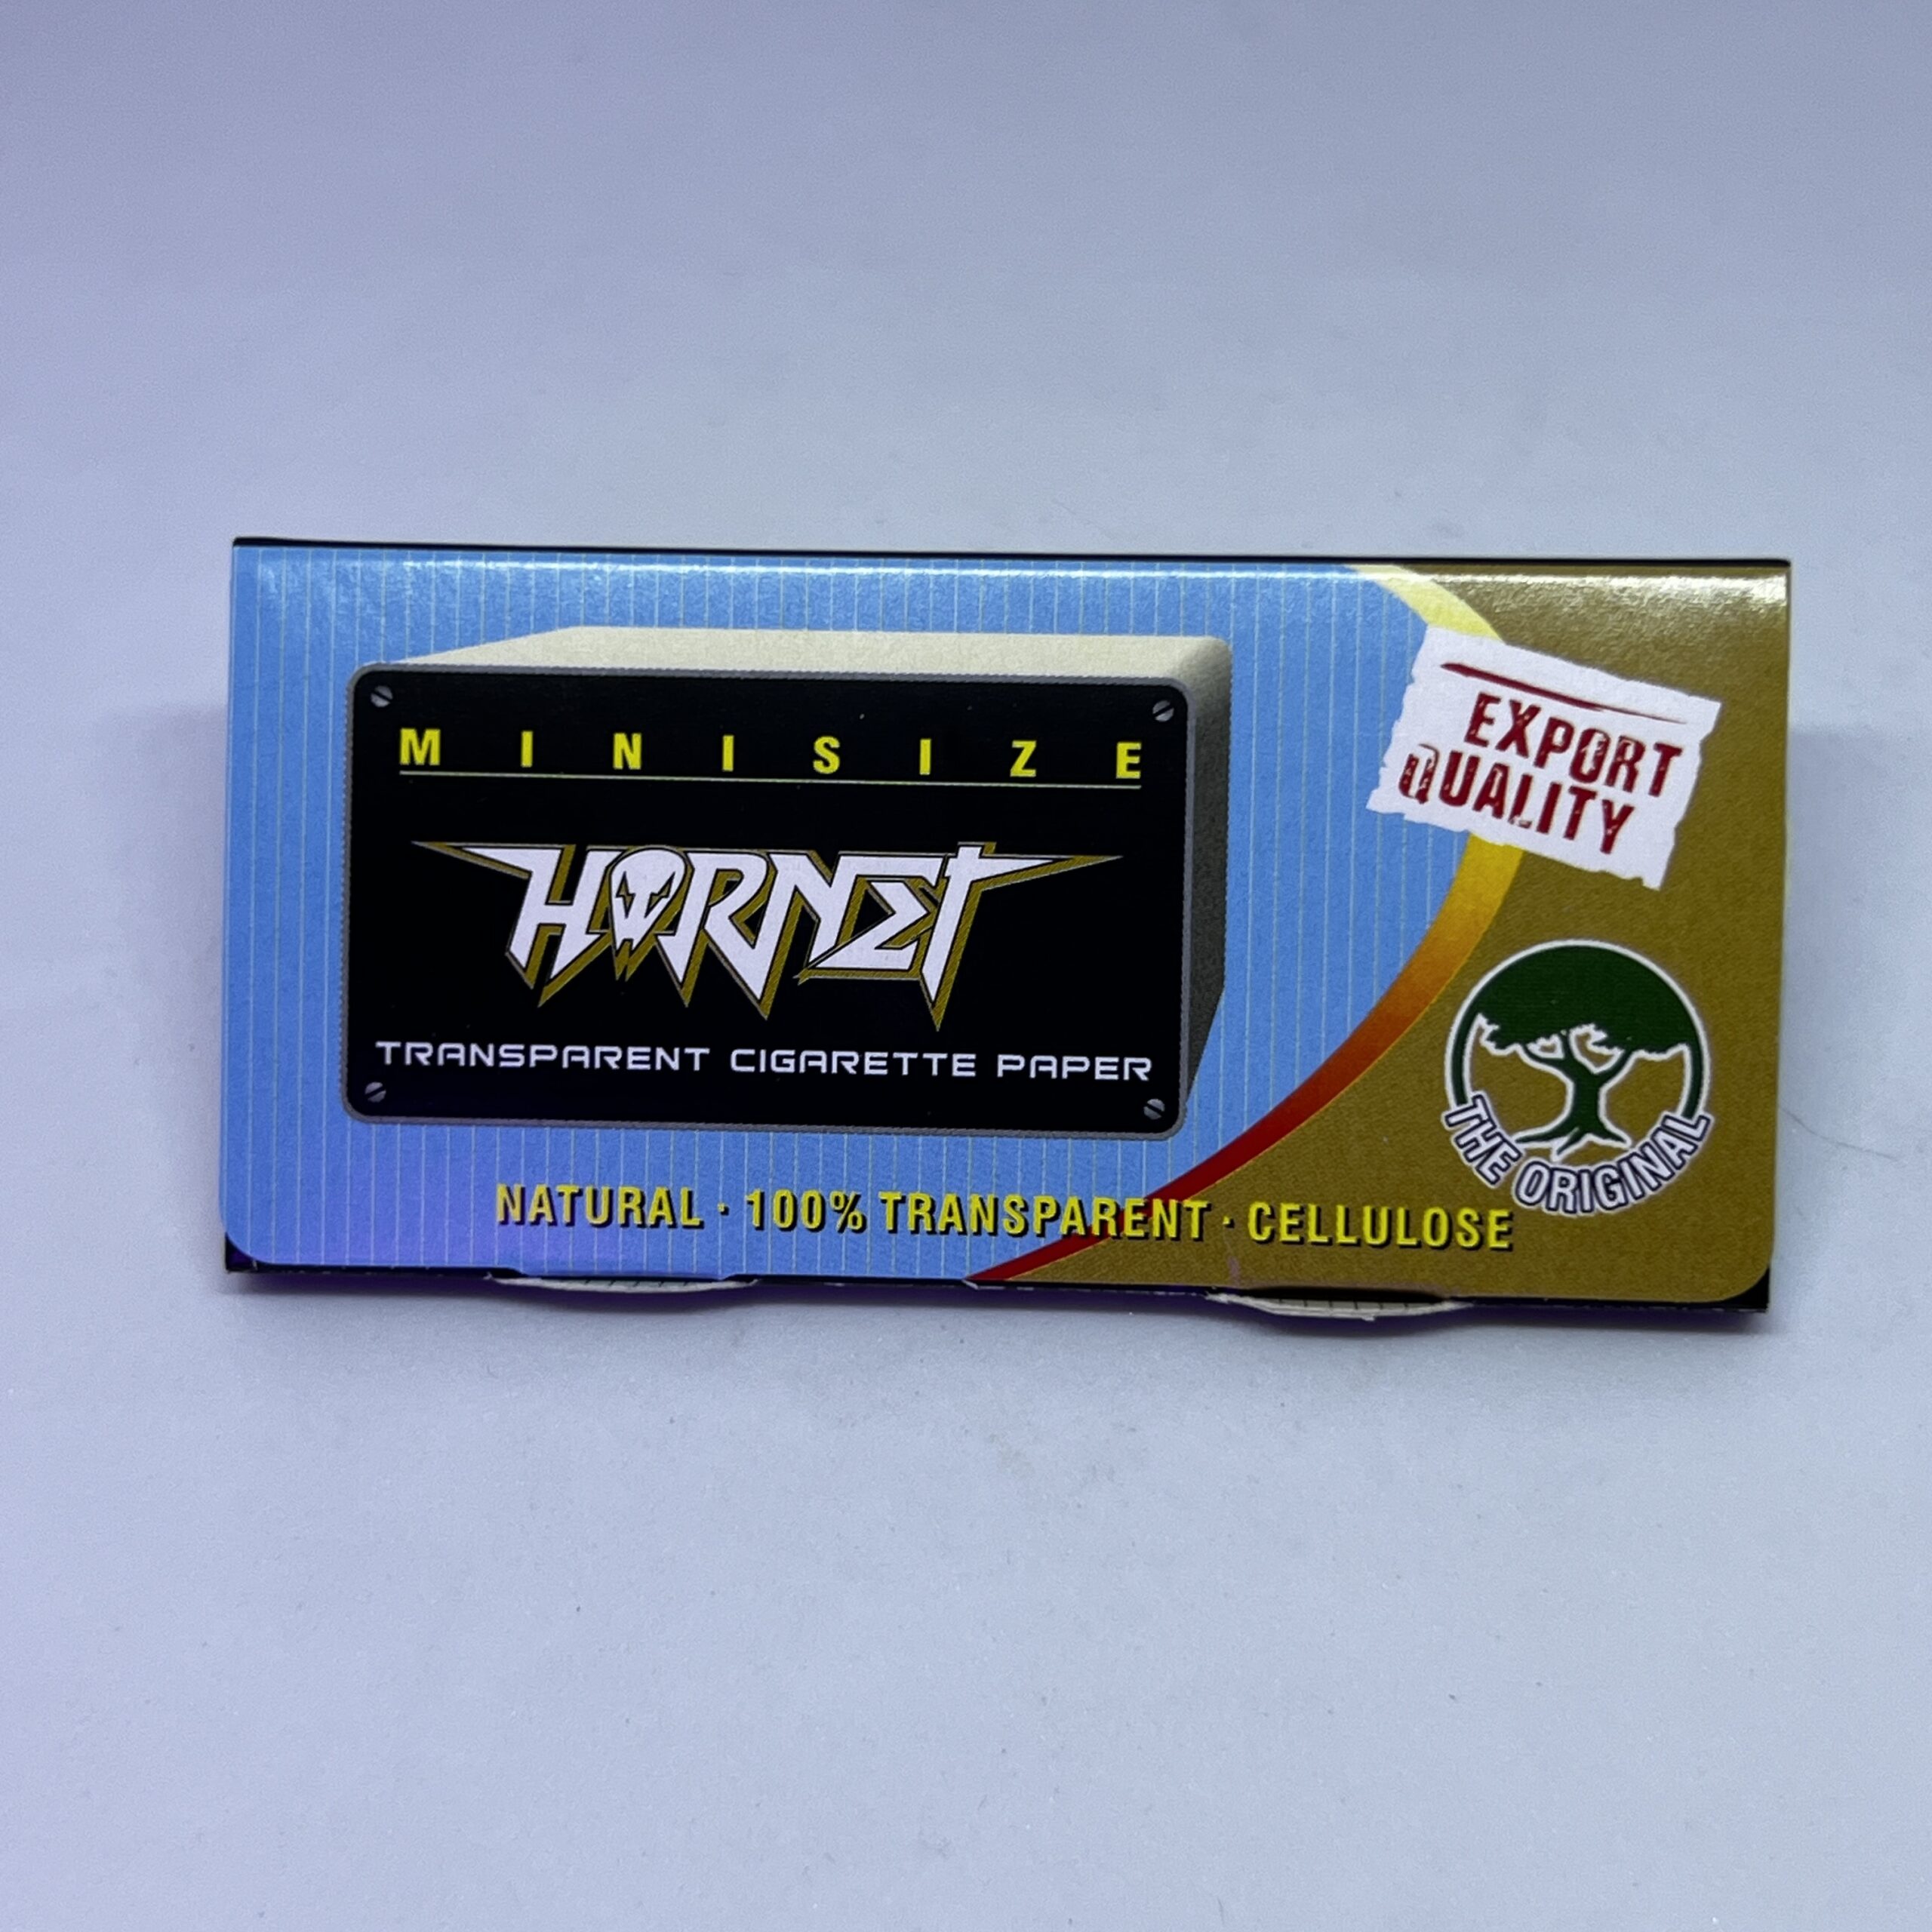 MINISIZE
HORNET
TRANSPARENT CIGARETTE PAPER
EXPORT
QUALITY
THE ORIGINAL
NATURAL · 100% TRANSPARENT · CELLULOSE